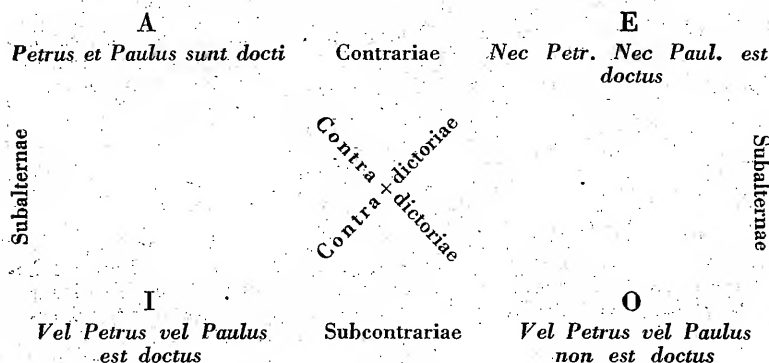 A E
Petrus et Paulus sunt docti Contrariae Nec Petr. Nec Paul. est
doctus
Subalternae
Contra dictoriae
Contra dictoriae
Subalternae
I O
Vel Petrus vel Paulus Subcontrariae Vel Petrus vel Paulus
est doctus non est doctus